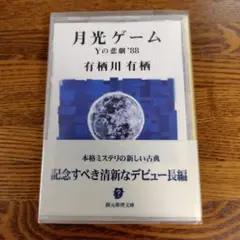 月光ゲーム
Yの悲劇'88
有栖川有栖
本格ミステリの新しい古典
記念すべき清新なデビュー長編
創元推理文庫